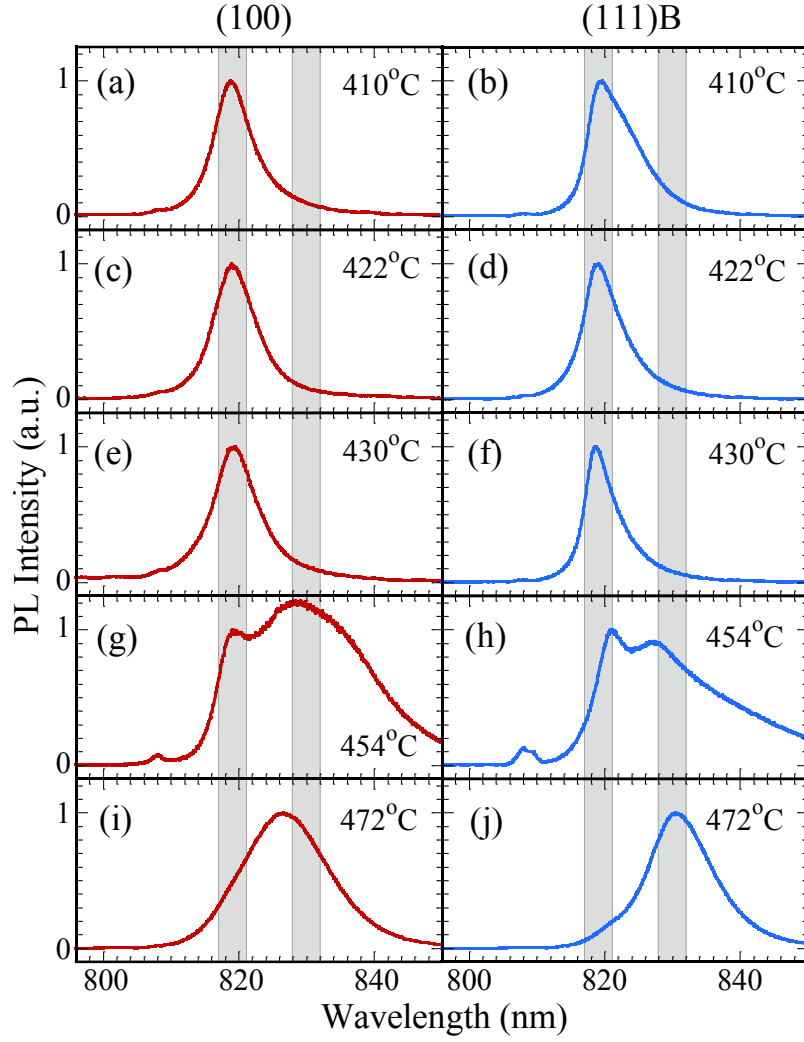 (100) (111)B
1 (a) 410°C (b) 410°C
0
1 (c) 422°C (d) 422°C
0
1 (e) 430°C (f) 430°C
0
1 (g) 454°C (h) 454°C
0
1 (i) 472°C (j) 472°C
0
800 820 840 800 820 840
Wavelength (nm)
PL Intensity (a.u.)